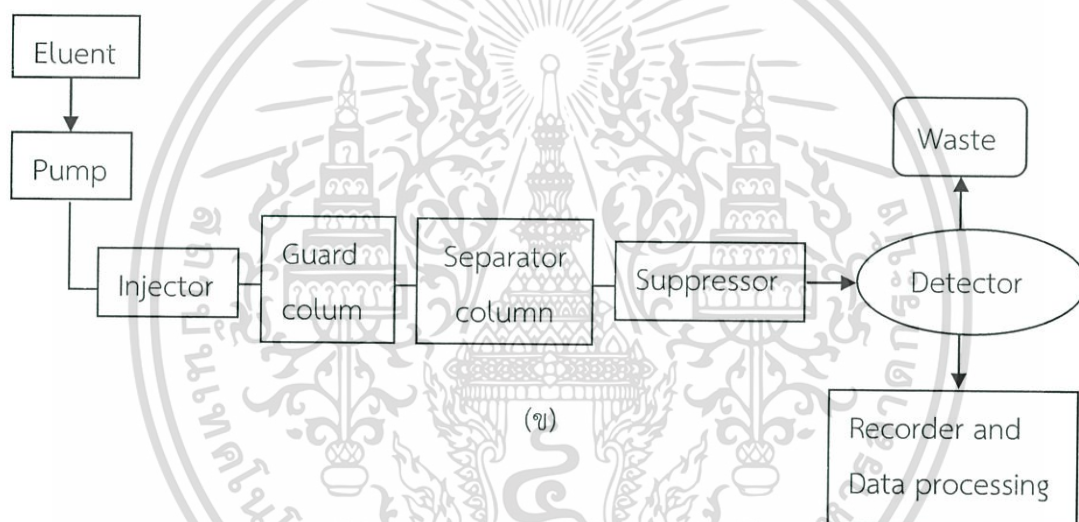 Eluent
Pump
Injector
Guard
colum
Separator
column
Suppressor
Detector
Waste
Recorder and
Data processing
(ข)